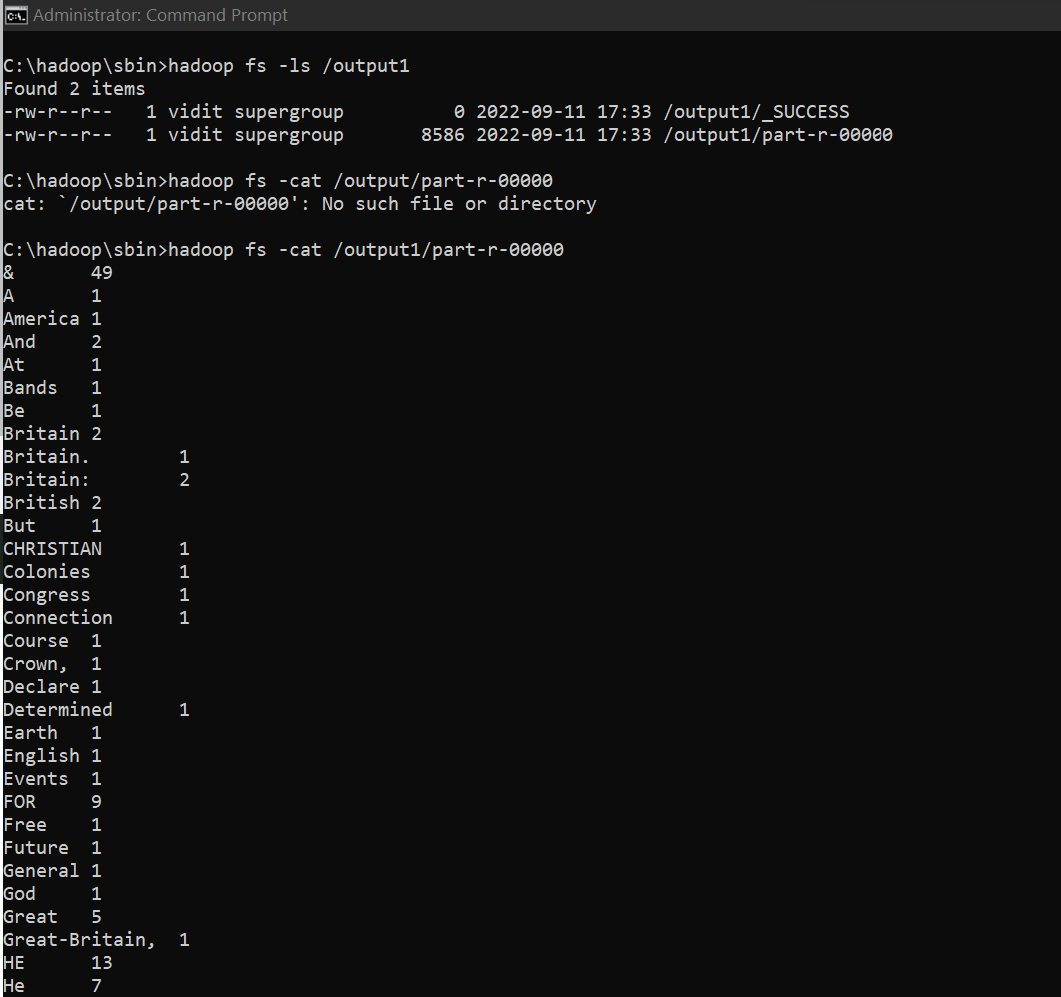 Administrator: Command Prompt
C:\hadoop\sbin>hadoop fs -ls /output1
Found 2 items
-rw-r--r--   1 vidit supergroup          0 2022-09-11 17:33 /output1/_SUCCESS
-rw-r--r--   1 vidit supergroup       8586 2022-09-11 17:33 /output1/part-r-00000
C:\hadoop\sbin>hadoop fs -cat /output/part-r-00000
cat: `/output/part-r-00000': No such file or directory
C:\hadoop\sbin>hadoop fs -cat /output1/part-r-00000
&       49
A       1
America 1
And     2
At      1
Bands   1
Be      1
Britain 2
Britain.        1
Britain:        2
British 2
But     1
CHRISTIAN       1
Colonies        1
Congress        1
Connection      1
Course  1
Crown,  1
Declare 1
Determined      1
Earth   1
English 1
Events  1
FOR     9
Free    1
Future  1
General 1
God     1
Great   5
Great-Britain,  1
HE      13
He      7